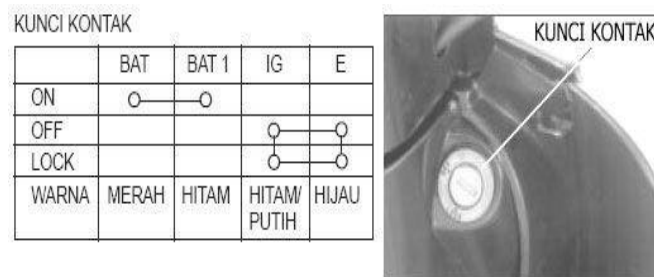 KUNCI KONTAK
KUNCI KONTAK
BAT BAT 1 IG E
ON
OFF
LOCK
WARNA MERAH HITAM HITAM/ HIJAU
PUTIH